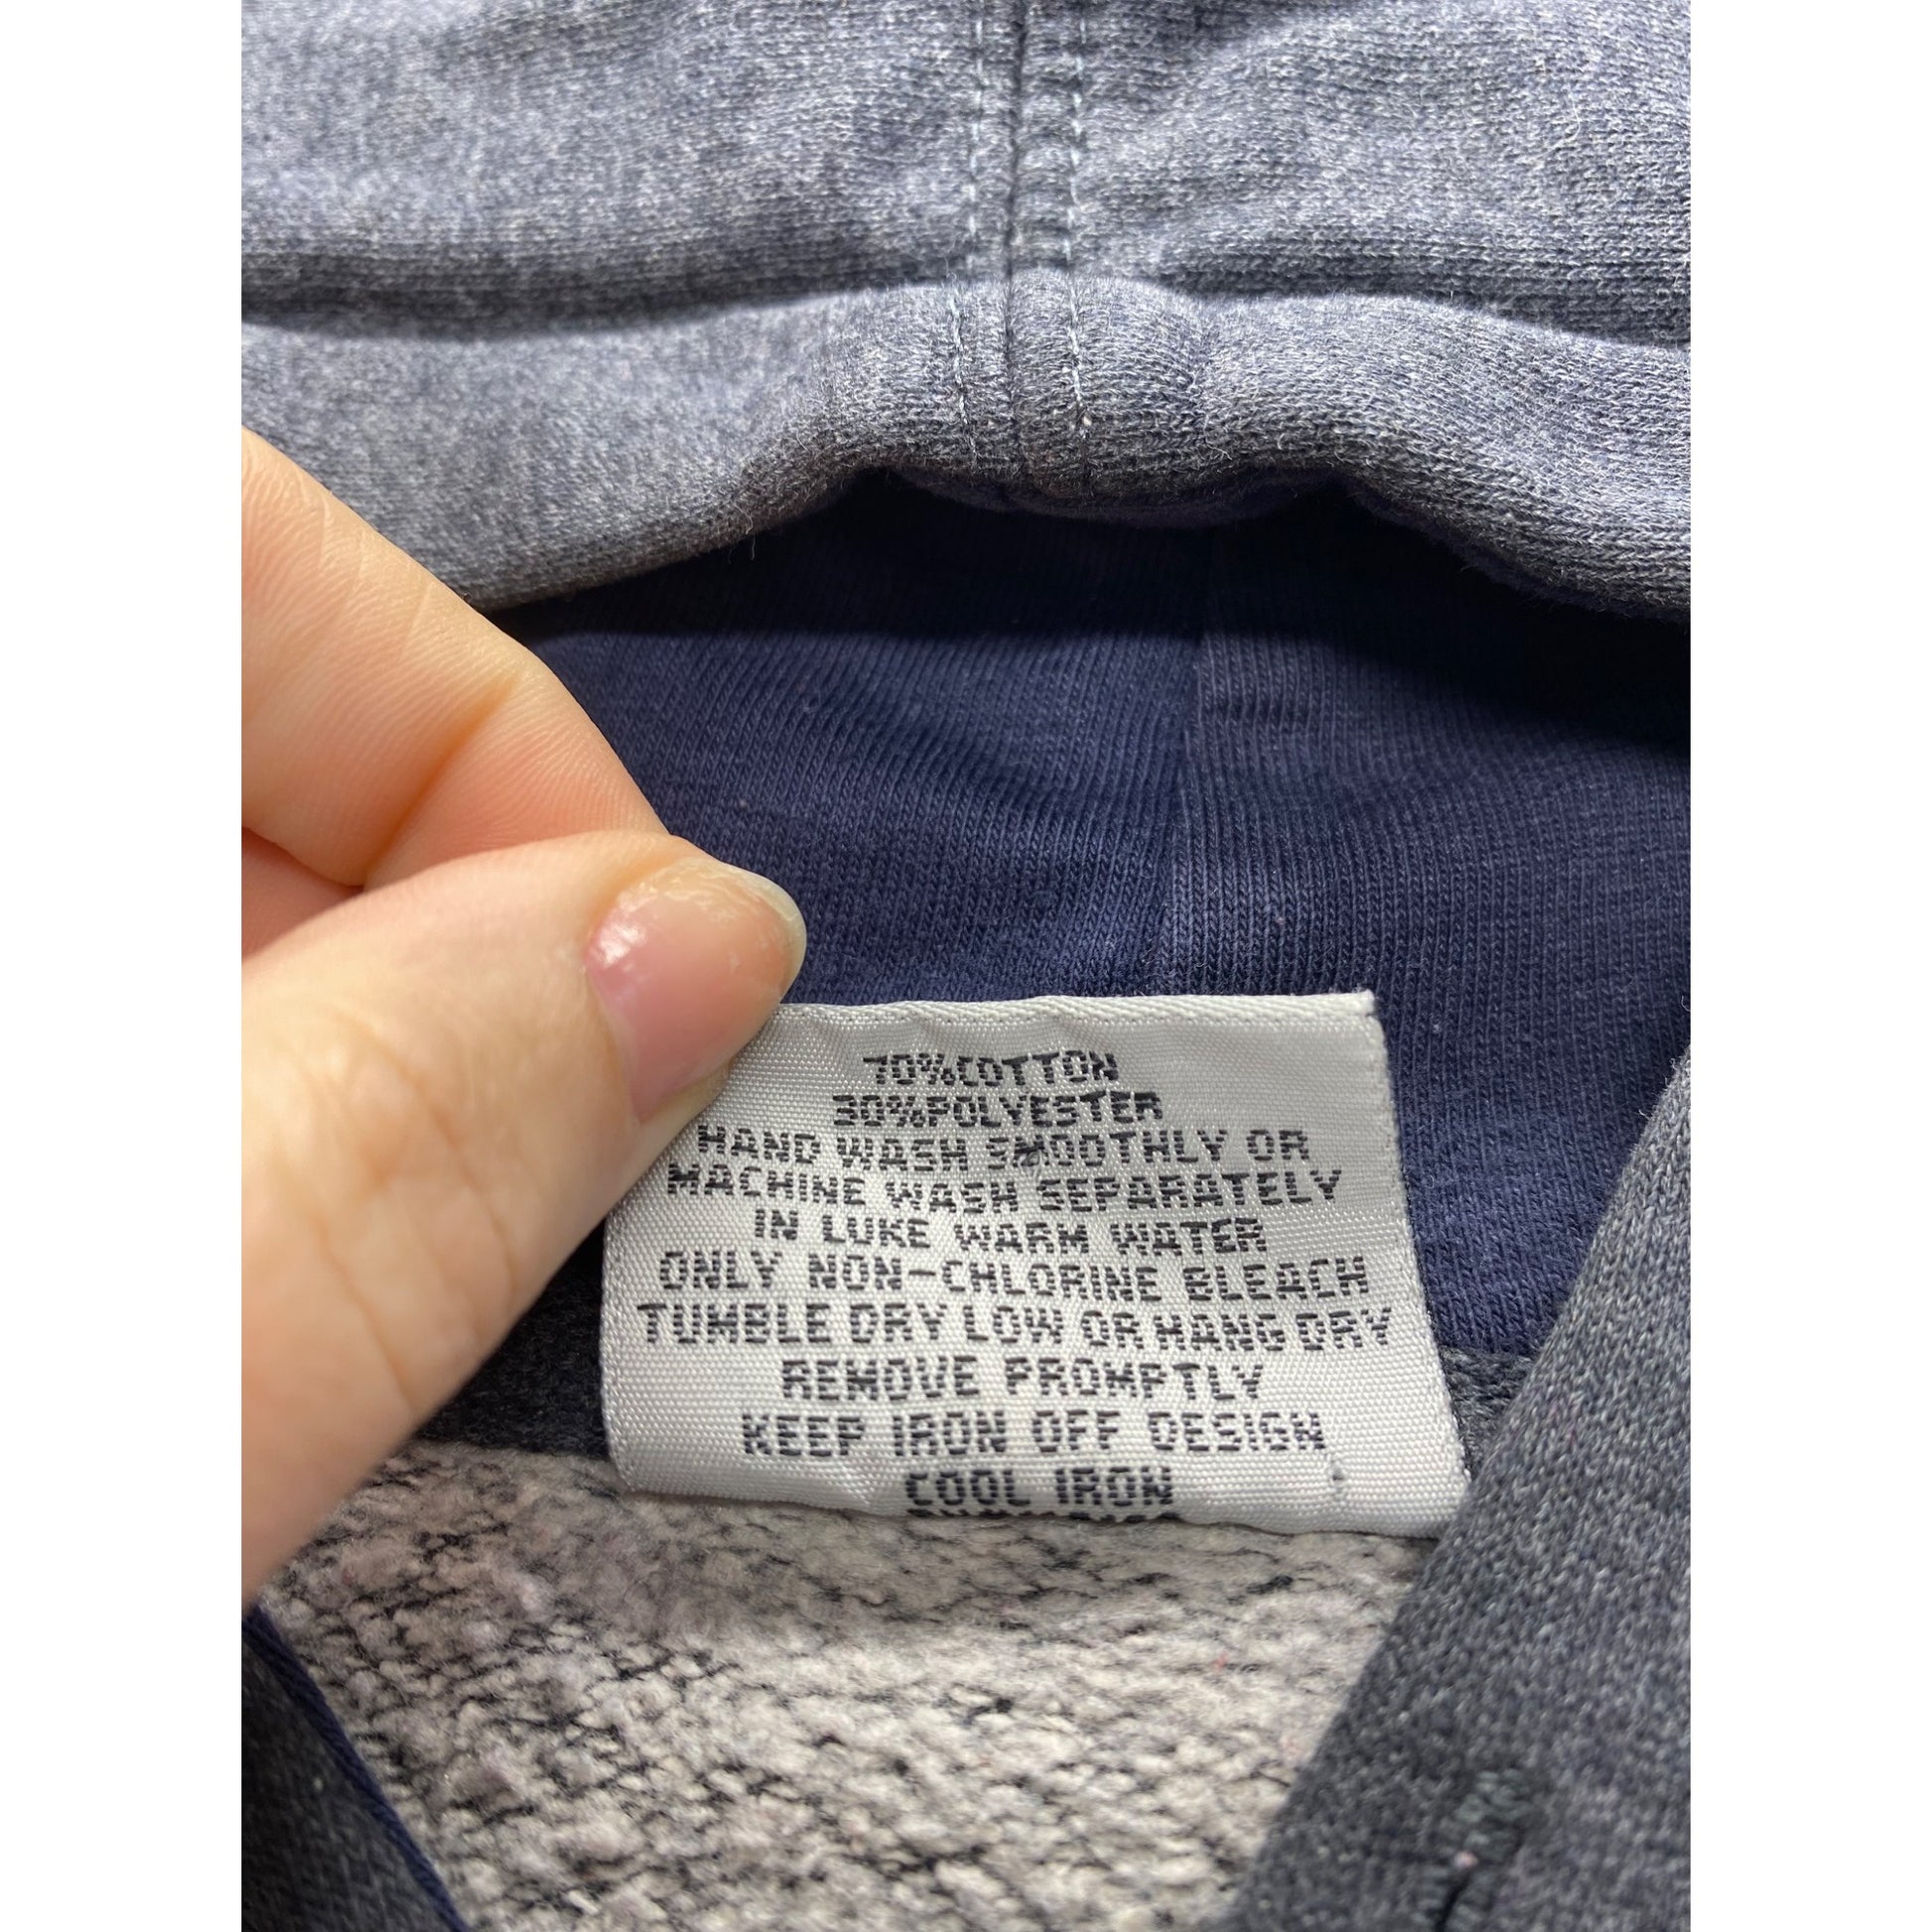 70%COTTON
30%POLYESTER
HAND WASH SMOOTHLY OR
MACHINE WASH SEPARATELY
IN LUKE WARM WATER
ONLY NON-CHLORINE BLEACH
TUMBLE DRY LOW OR HANG DRY
REMOVE PROMPTLY
KEEP IRON OFF DESIGN
COOL IRON